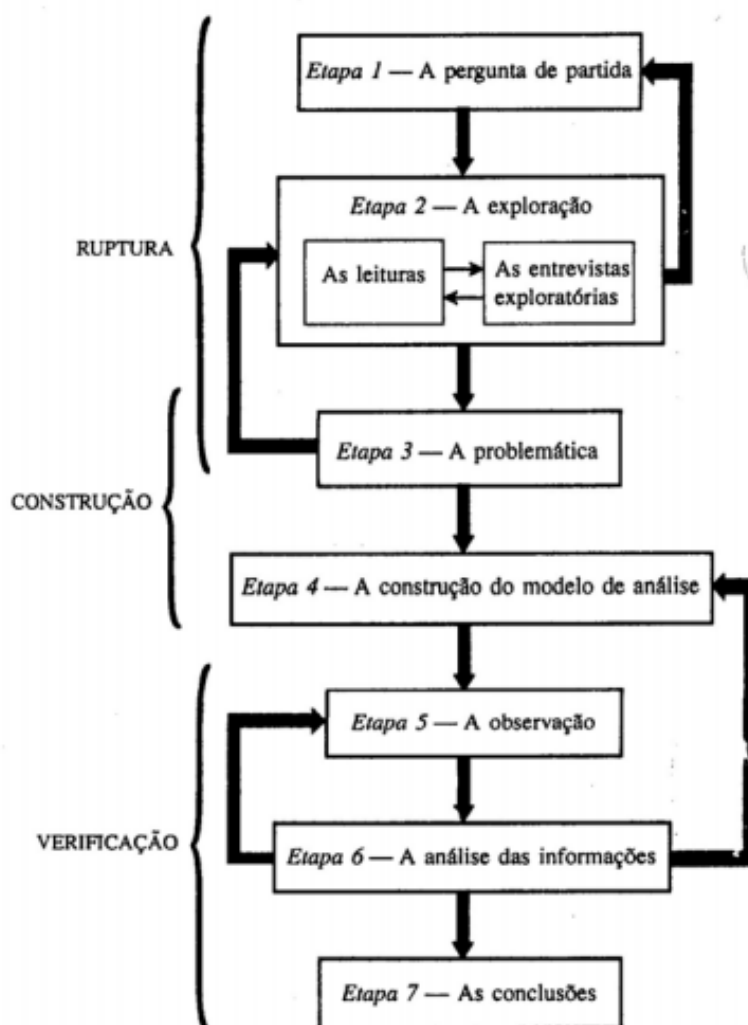 Etapa 1 — A pergunta de partida
Etapa 2 — A exploração
RUPTURA
As leituras
As entrevistas
exploratórias
Etapa 3 — A problemática
CONSTRUÇÃO
Etapa 4 — A construção do modelo de análise
Etapa 5 — A observação
VERIFICAÇÃO
Etapa 6 — A análise das informações
Etapa 7 — As conclusões